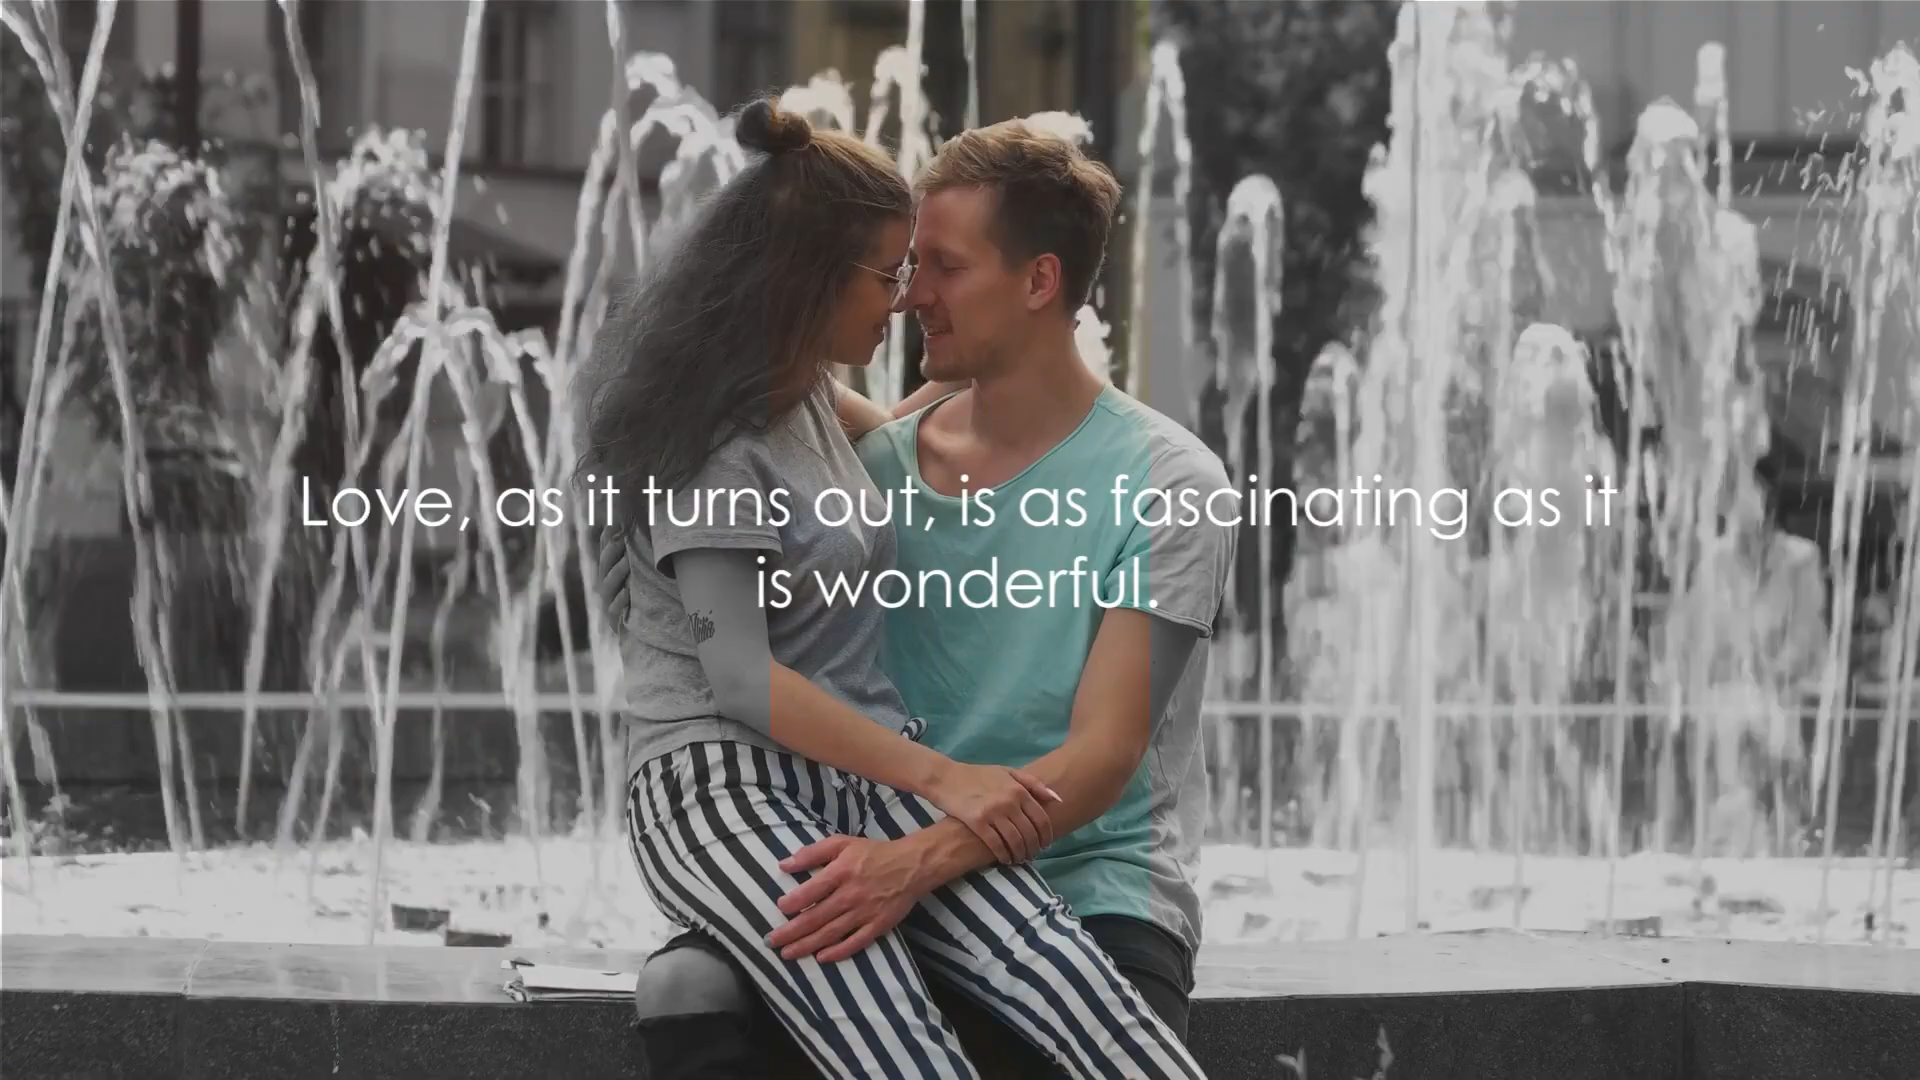 Love, as it turns out, is as fascinating as it
is wonderful.